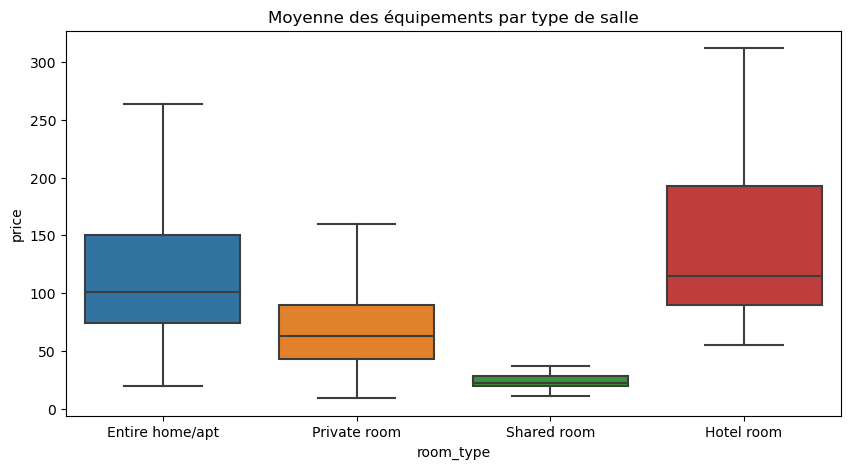 Moyenne des équipements par type de salle
300
250
200
150
100
50
0
price
Entire home/apt
Private room
Shared room
Hotel room
room_type